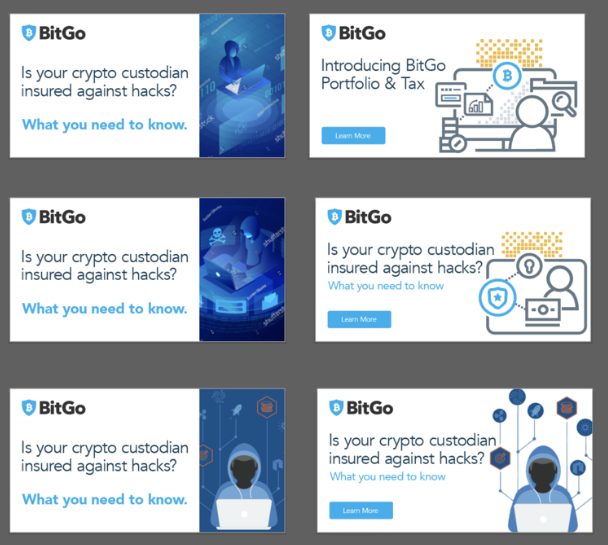 BitGo
Is your crypto custodian
insured against hacks?
What you need to know.
BitGo
Introducing BitGo
Portfolio & Tax
Learn More
BitGo
Is your crypto custodian
insured against hacks?
What you need to know.
BitGo
Is your crypto custodian
insured against hacks?
What you need to know
Learn More
BitGo
Is your crypto custodian
insured against hacks?
What you need to know.
BitGo
Is your crypto custodian
insured against hacks?
What you need to know
Learn More